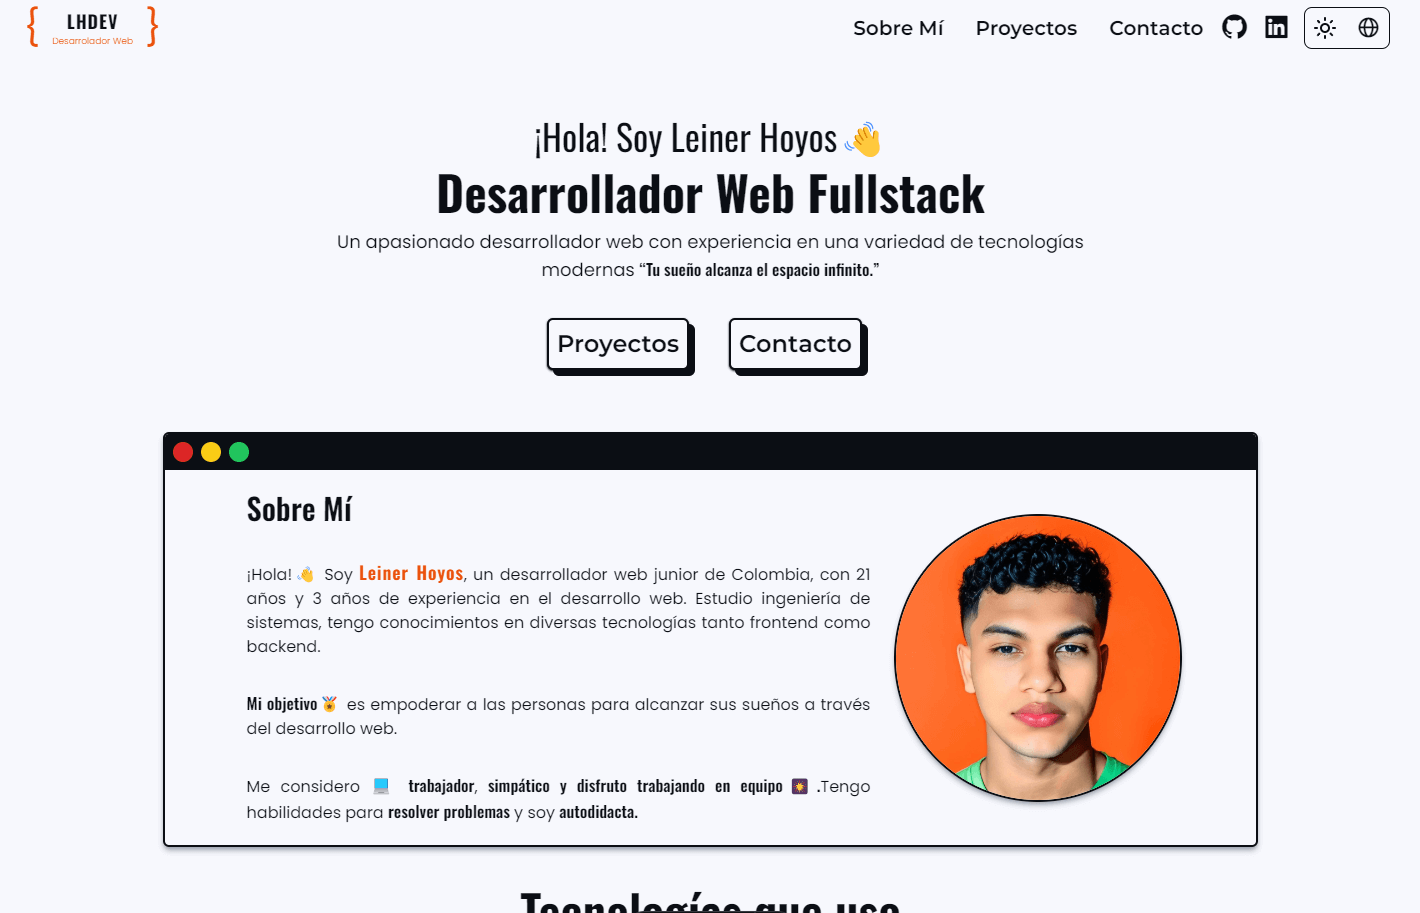 LHDEV
Desarrolador Web
Sobre Mí
Proyectos
Contacto
¡Hola! Soy Leiner Hoyos 👋
Desarrollador Web Fullstack
Un apasionado desarrollador web con experiencia en una variedad de tecnologías
modernas “Tu sueño alcanza el espacio infinito.”
Proyectos
Contacto
Sobre Mí
¡Hola! 👋 Soy Leiner Hoyos, un desarrollador web junior de Colombia, con 21
años y 3 años de experiencia en el desarrollo web. Estudio ingeniería de
sistemas, tengo conocimientos en diversas tecnologías tanto frontend como
backend.
Mi objetivo 🏅 es empoderar a las personas para alcanzar sus sueños a través
del desarrollo web.
Me considero 💻 trabajador, simpático y disfruto trabajando en equipo 🎆 .Tengo
habilidades para resolver problemas y soy autodidacta.
Tecnologías que uso